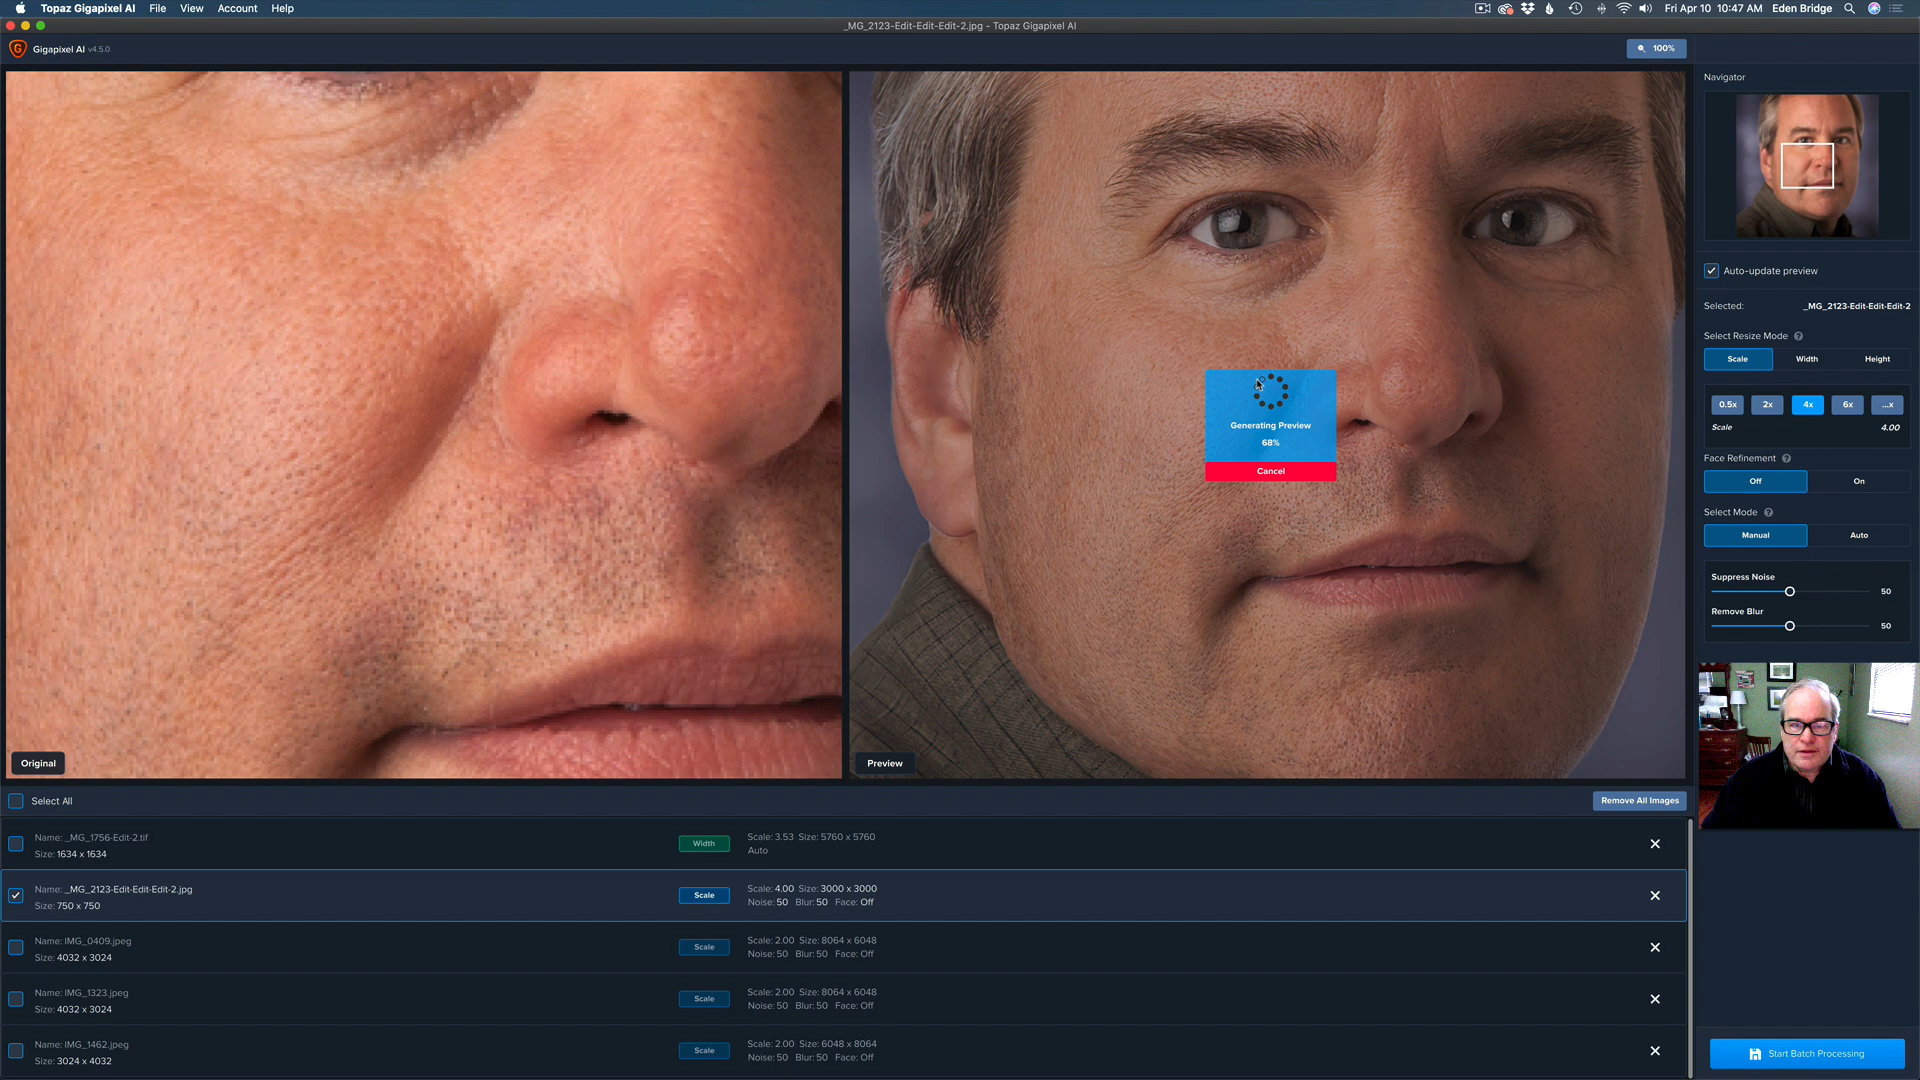 Topaz Gigapixel AI File View Account Help Fri Apr 10 10:47 AM Eden Bridge
_MG_2123-Edit-Edit-Edit-2.jpg - Topaz Gigapixel AI
Gigapixel AI v4.5.0
100%
Navigator
Auto-update preview
Selected: _MG_2123-Edit-Edit-Edit-2
Select Resize Mode ?
Scale Width Height
0.5x 2x 4x 6x ...x
Scale 4.00
Face Refinement ?
Off On
Select Mode ?
Manual Auto
Suppress Noise
50
Remove Blur
50
Generating Preview
68%
Cancel
Original
Preview
Select All
Remove All Images
Name: _MG_1756-Edit-2.tif
Size: 1634 x 1634
Width
Scale: 3.53 Size: 5760 x 5760
Auto
Name: _MG_2123-Edit-Edit-Edit-2.jpg
Size: 750 x 750
Scale
Scale: 4.00 Size: 3000 x 3000
Noise: 50 Blur: 50 Face: Off
Name: IMG_0409.jpeg
Size: 4032 x 3024
Scale
Scale: 2.00 Size: 8064 x 6048
Noise: 50 Blur: 50 Face: Off
Name: IMG_1323.jpeg
Size: 4032 x 3024
Scale
Scale: 2.00 Size: 8064 x 6048
Noise: 50 Blur: 50 Face: Off
Name: IMG_1462.jpeg
Size: 3024 x 4032
Scale
Scale: 2.00 Size: 6048 x 8064
Noise: 50 Blur: 50 Face: Off
Start Batch Processing